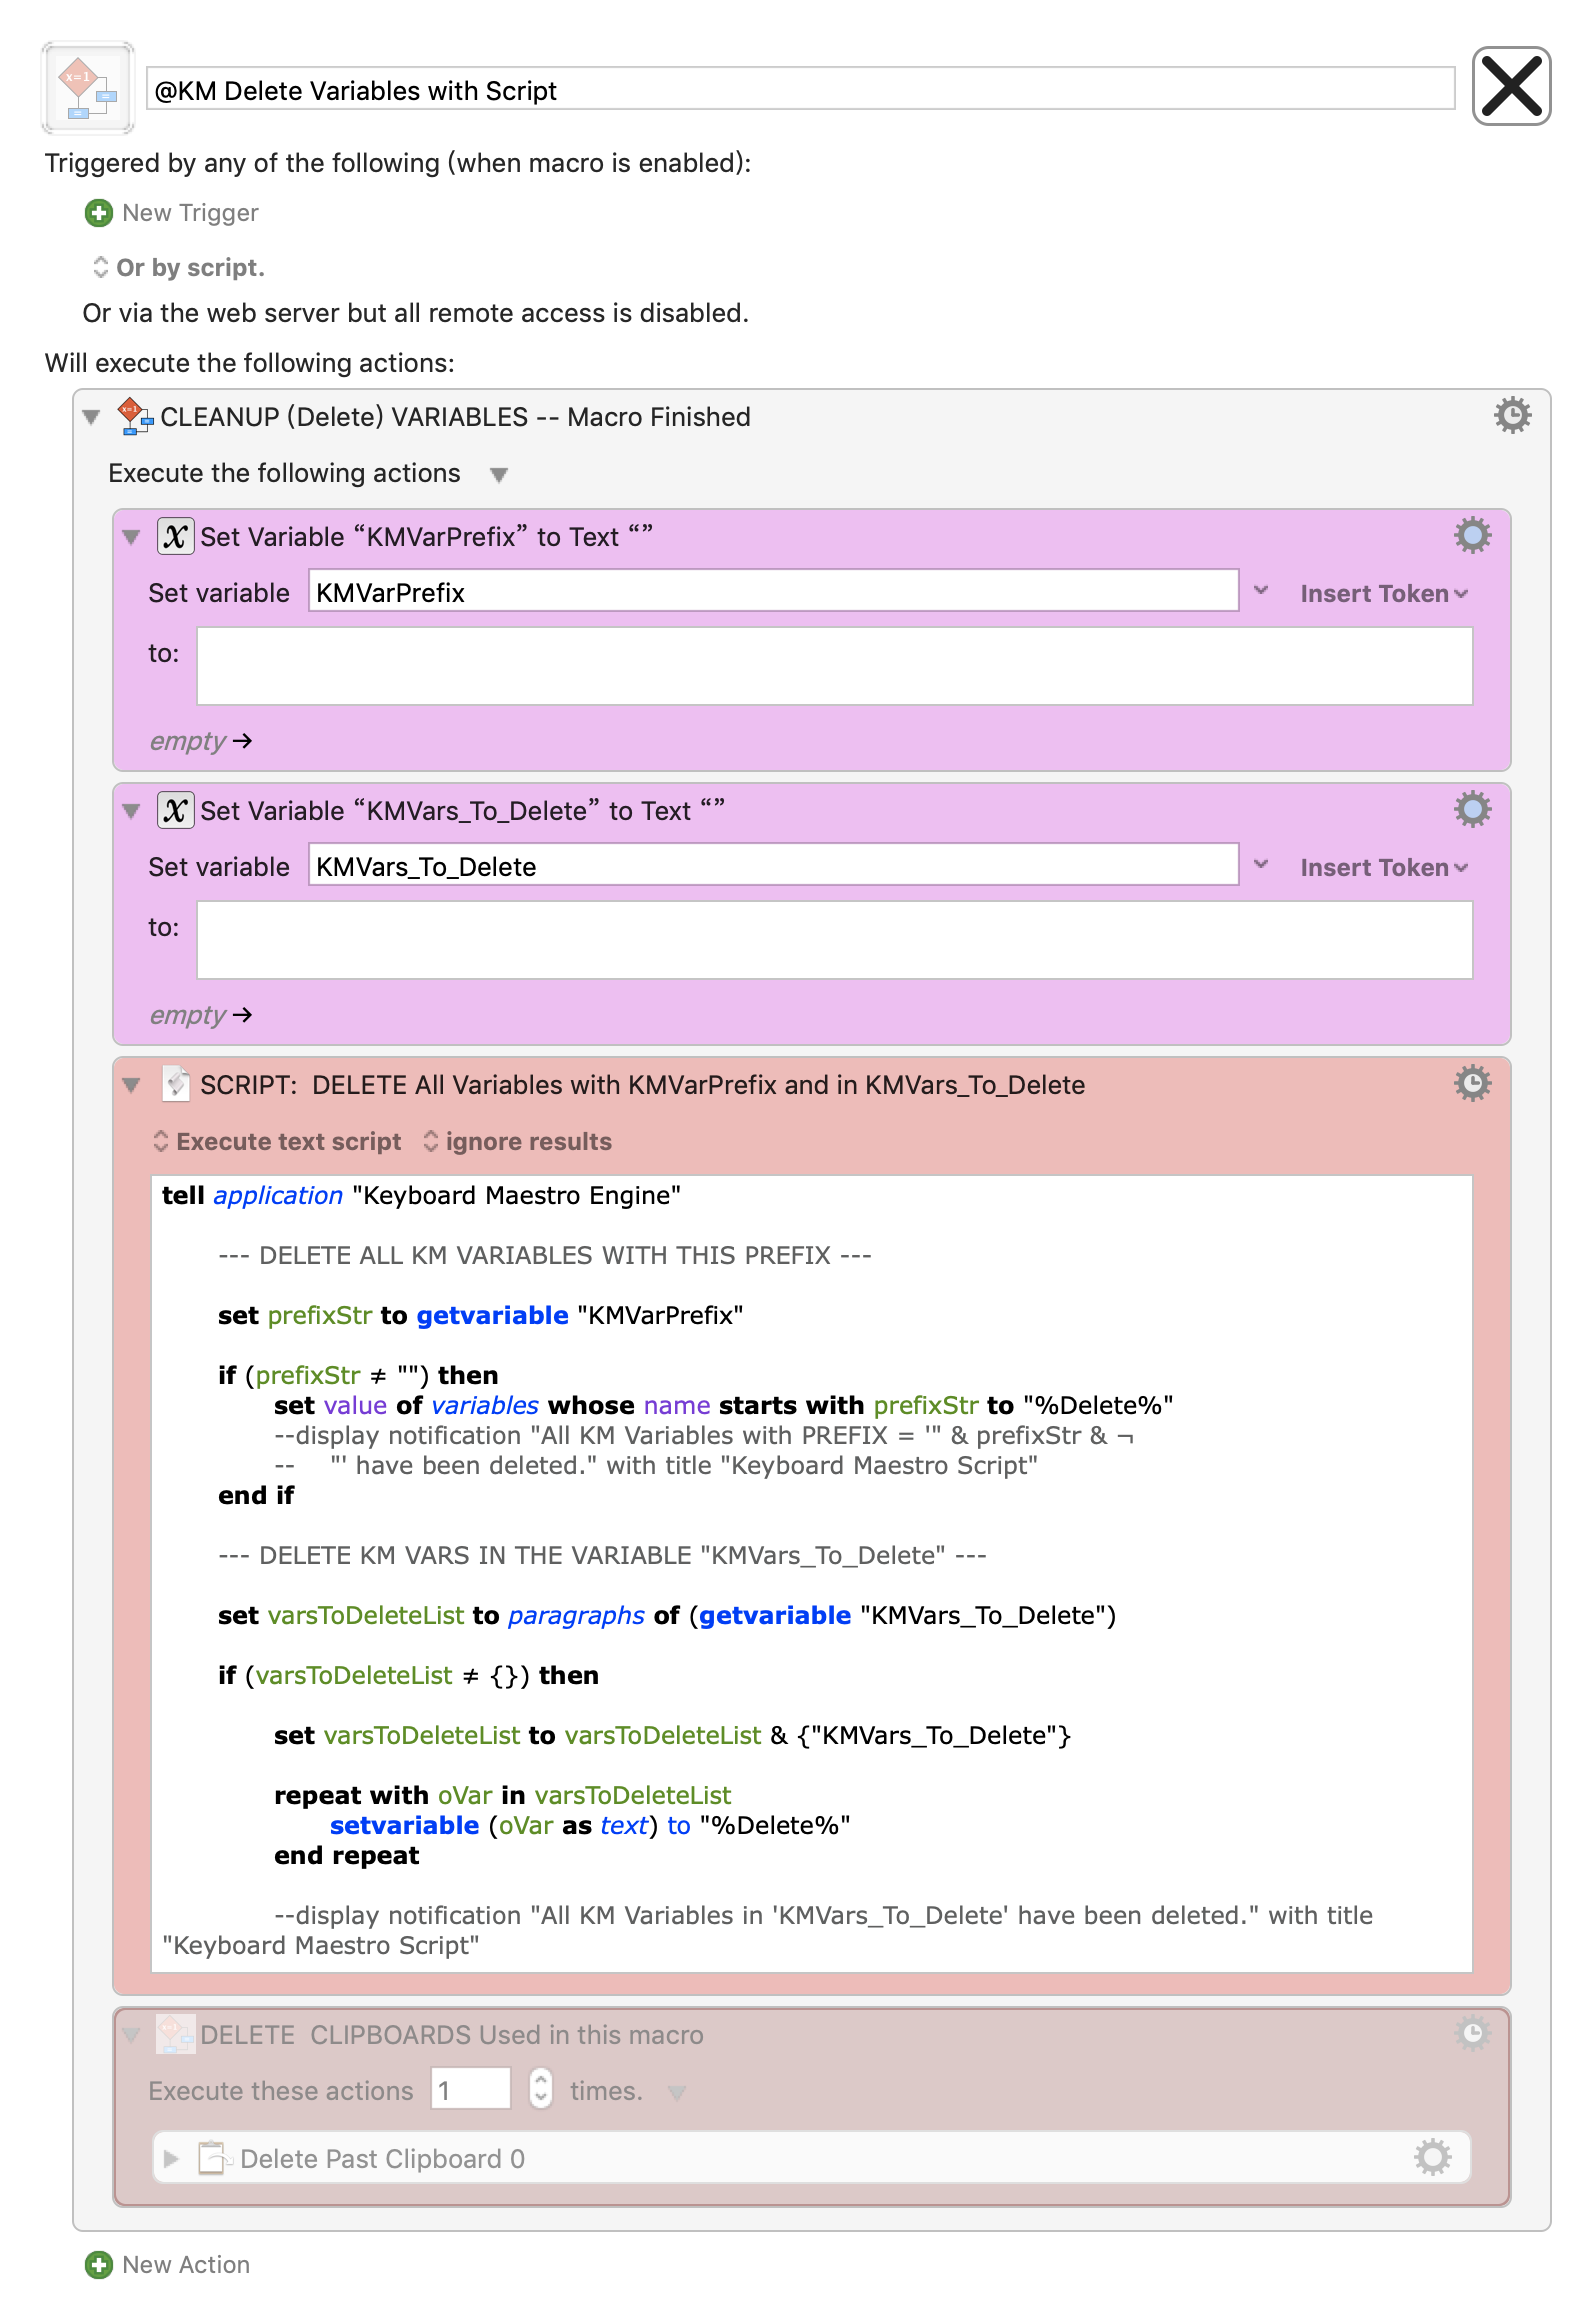 x=1
@KM Delete Variables with Script
Triggered by any of the following (when macro is enabled):
New Trigger
Or by script.
Or via the web server but all remote access is disabled.
Will execute the following actions:
x=1
CLEANUP (Delete) VARIABLES -- Macro Finished
Execute the following actions
X Set Variable “KMVarPrefix” to Text “”
Set variable KMVarPrefix Insert Token
to:
empty →
X Set Variable “KMVars_To_Delete” to Text “”
Set variable KMVars_To_Delete Insert Token
to:
empty →
SCRIPT:  DELETE All Variables with KMVarPrefix and in KMVars_To_Delete
Execute text script ignore results
tell application "Keyboard Maestro Engine"
--- DELETE ALL KM VARIABLES WITH THIS PREFIX ---
set prefixStr to getvariable "KMVarPrefix"
if (prefixStr ≠ "") then
set value of variables whose name starts with prefixStr to "%Delete%"
--display notification "All KM Variables with PREFIX = '" & prefixStr & ¬
--    "' have been deleted." with title "Keyboard Maestro Script"
end if
--- DELETE KM VARS IN THE VARIABLE "KMVars_To_Delete" ---
set varsToDeleteList to paragraphs of (getvariable "KMVars_To_Delete")
if (varsToDeleteList ≠ {}) then
set varsToDeleteList to varsToDeleteList & {"KMVars_To_Delete"}
repeat with oVar in varsToDeleteList
setvariable (oVar as text) to "%Delete%"
end repeat
--display notification "All KM Variables in 'KMVars_To_Delete' have been deleted." with title
"Keyboard Maestro Script"
x=1
DELETE  CLIPBOARDS Used in this macro
Execute these actions 1 times.
Delete Past Clipboard 0
New Action